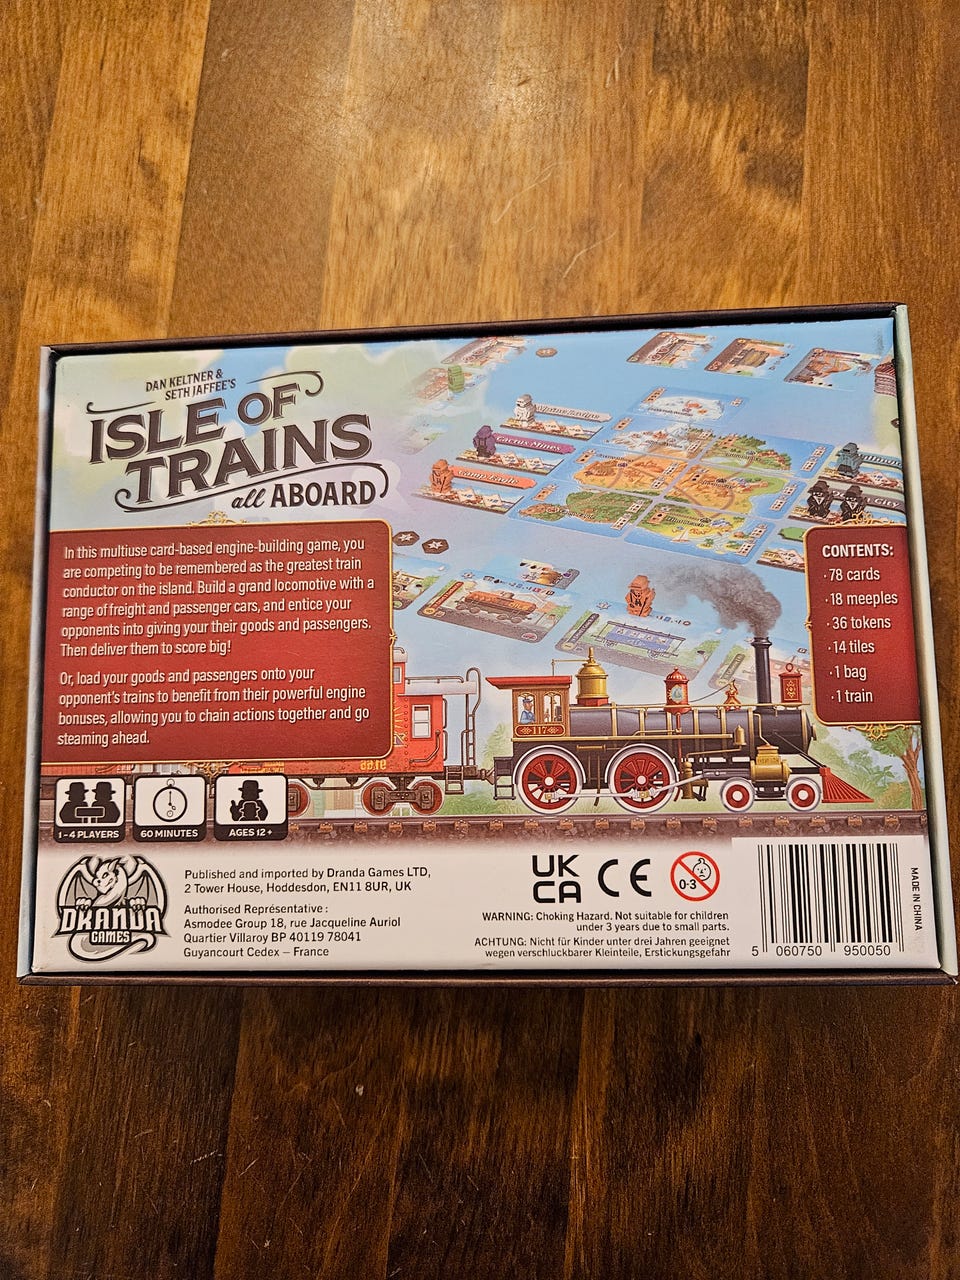 DAN KELTNER &
SETH JAFFEE'S
ISLE OF
TRAINS
all ABOARD
Cactus Mines
Camp Eagle
In this multiuse card-based engine-building game, you
are competing to be remembered as the greatest train
conductor on the island. Build a grand locomotive with a
range of freight and passenger cars, and entice your
opponents into giving your their goods and passengers.
Then deliver them to score big!
Or, load your goods and passengers onto your
opponent's trains to benefit from their powerful engine
bonuses, allowing you to chain actions together and go
steaming ahead.
CONTENTS:
·78 cards
·18 meeples
·36 tokens
·14 tiles
·1 bag
·1 train
117
1 - 4 PLAYERS
60 MINUTES
AGES 12 +
DRANDA
GAMES
Published and imported by Dranda Games LTD,
2 Tower House, Hoddesdon, EN11 8UR, UK
Authorised Représentative :
Asmodee Group 18, rue Jacqueline Auriol
Quartier Villaroy BP 40119 78041
Guyancourt Cedex – France
UK
CA CE
0-3
WARNING: Choking Hazard. Not suitable for children
under 3 years due to small parts.
ACHTUNG: Nicht für Kinder unter drei Jahren geeignet
wegen verschluckbarer Kleinteile, Erstickungsgefahr
5 060750 950050
MADE IN CHINA